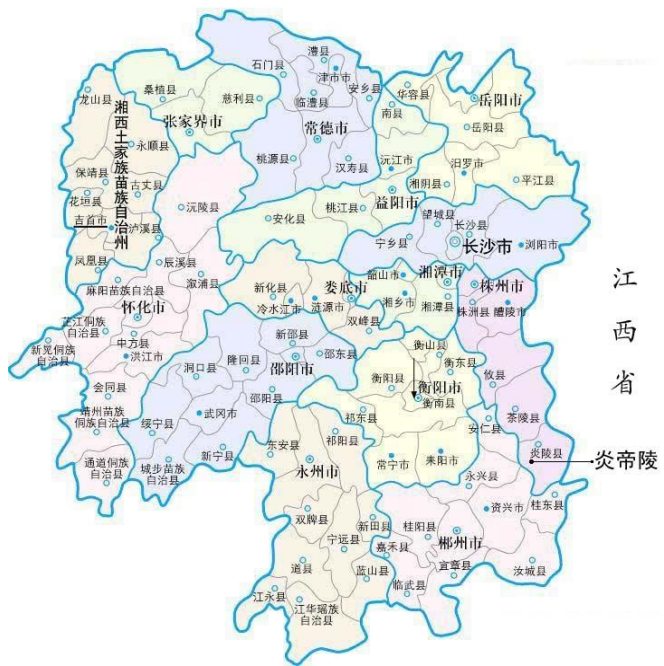 石门县
澧县
津市市
安乡县
临澧县
常德市
桃源县
汉寿县
龙山县
桑植县
慈利县
张家界市
永顺县
保靖县
古丈县
花垣县
吉首市
泸溪县
凤凰县
湘西土家族苗族自治州
华容县
岳阳市
岳阳县
汨罗市
湘阴县
平江县
南县
沅江市
桃江县
益阳市
安化县
望城县
长沙县
宁乡县
长沙市
浏阳市
沅陵县
辰溪县
溆浦县
麻阳苗族自治县
怀化市
芷江侗族
自治县
新晃侗族
自治县
中方县
洪江市
会同县
靖州苗族
侗族自治县
通道侗族
自治县
新化县
冷水江市
娄底市
涟源市
双峰县
韶山市
湘潭市
湘乡市
湘潭县
株洲市
株洲县
醴陵市
攸县
茶陵县
炎陵县
炎帝陵
江西省
新邵县
邵东县
隆回县
洞口县
邵阳市
邵阳县
武冈市
绥宁县
新宁县
城步苗族
自治县
衡山县
衡东县
衡阳县
衡阳市
衡南县
祁东县
常宁市
耒阳市
东安县
祁阳县
永州市
双牌县
新田县
宁远县
道县
蓝山县
江永县
江华瑶族
自治县
安仁县
永兴县
资兴市
桂东县
桂阳县
郴州市
嘉禾县
宜章县
临武县
汝城县